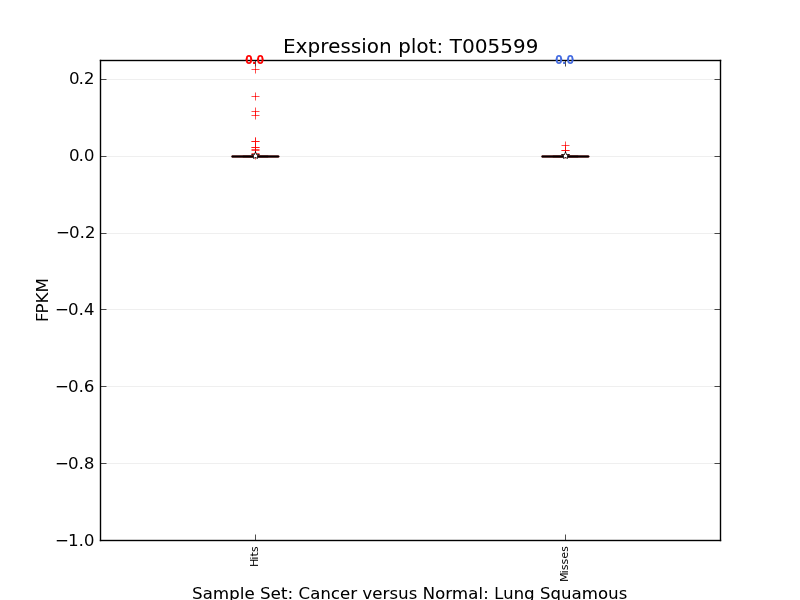 Expression plot: T005599
0.0 0.0
0.2
0.0
−0.2
−0.4
−0.6
−0.8
−1.0
FPKM
Hits Misses
Sample Set: Cancer versus Normal: Lung Squamous